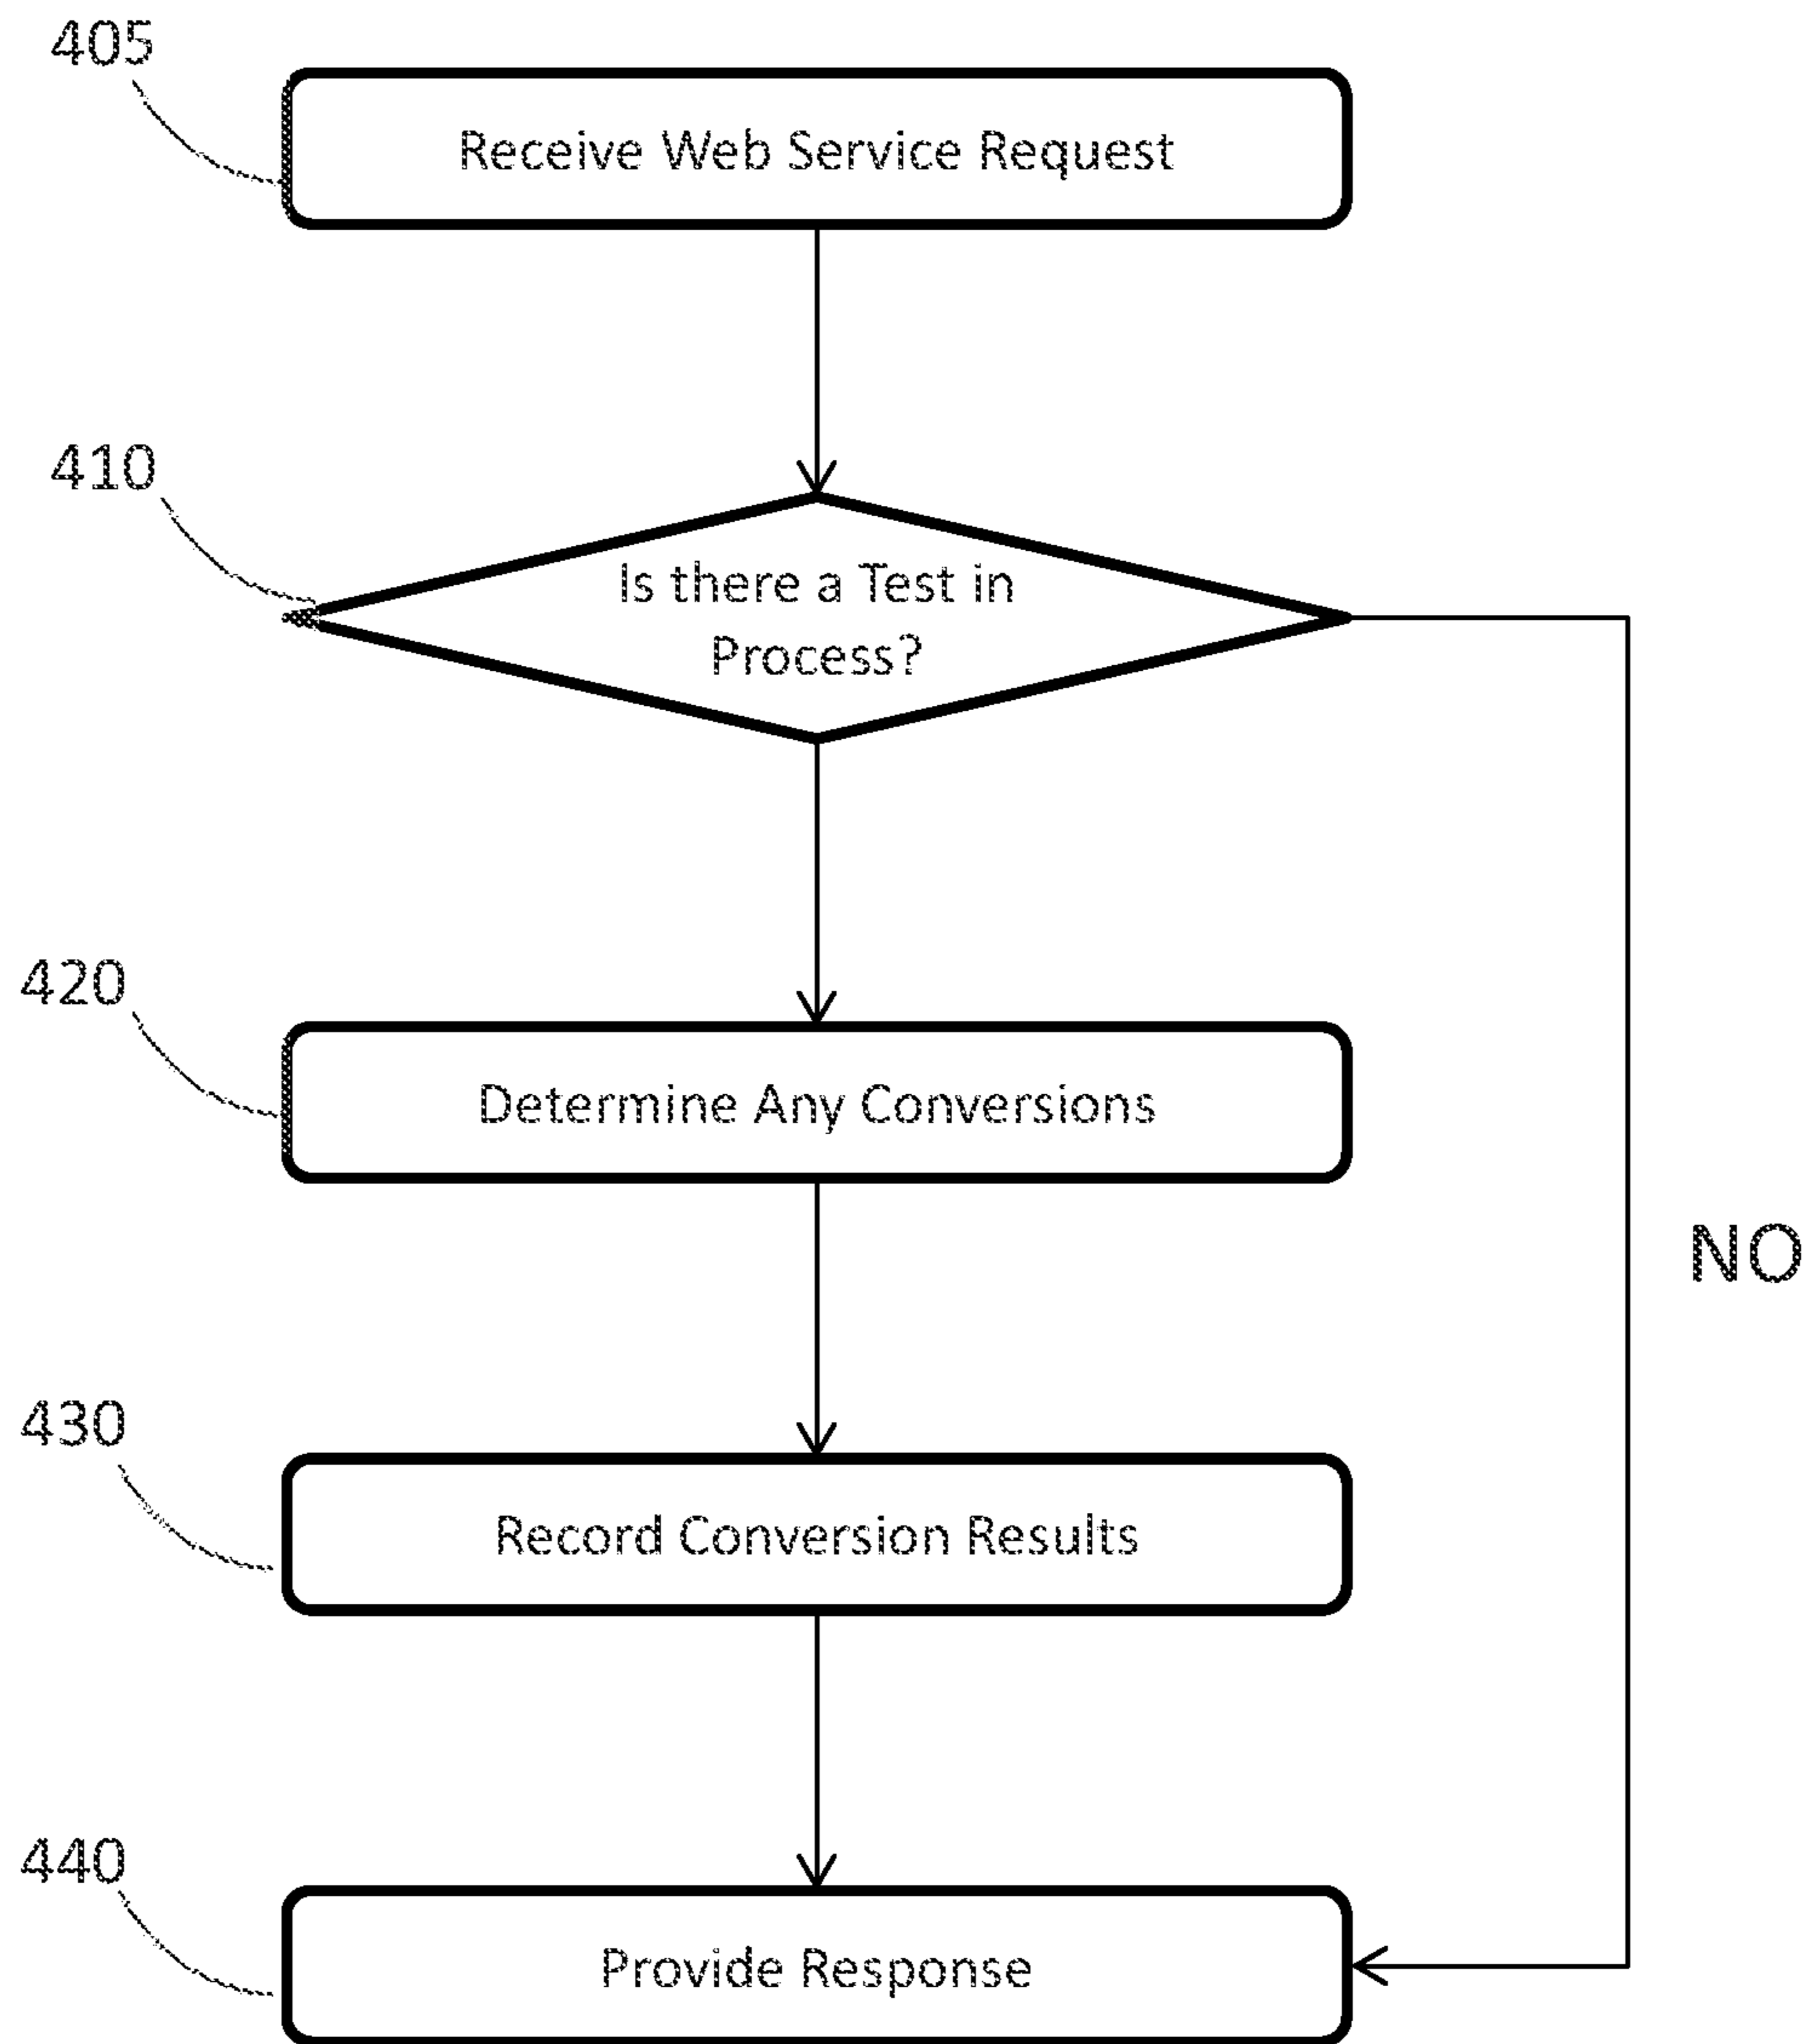 405
Receive Web Service Request
410
Is there a Test in
Process?
420
Determine Any Conversions
NO
430
Record Conversion Results
440
Provide Response